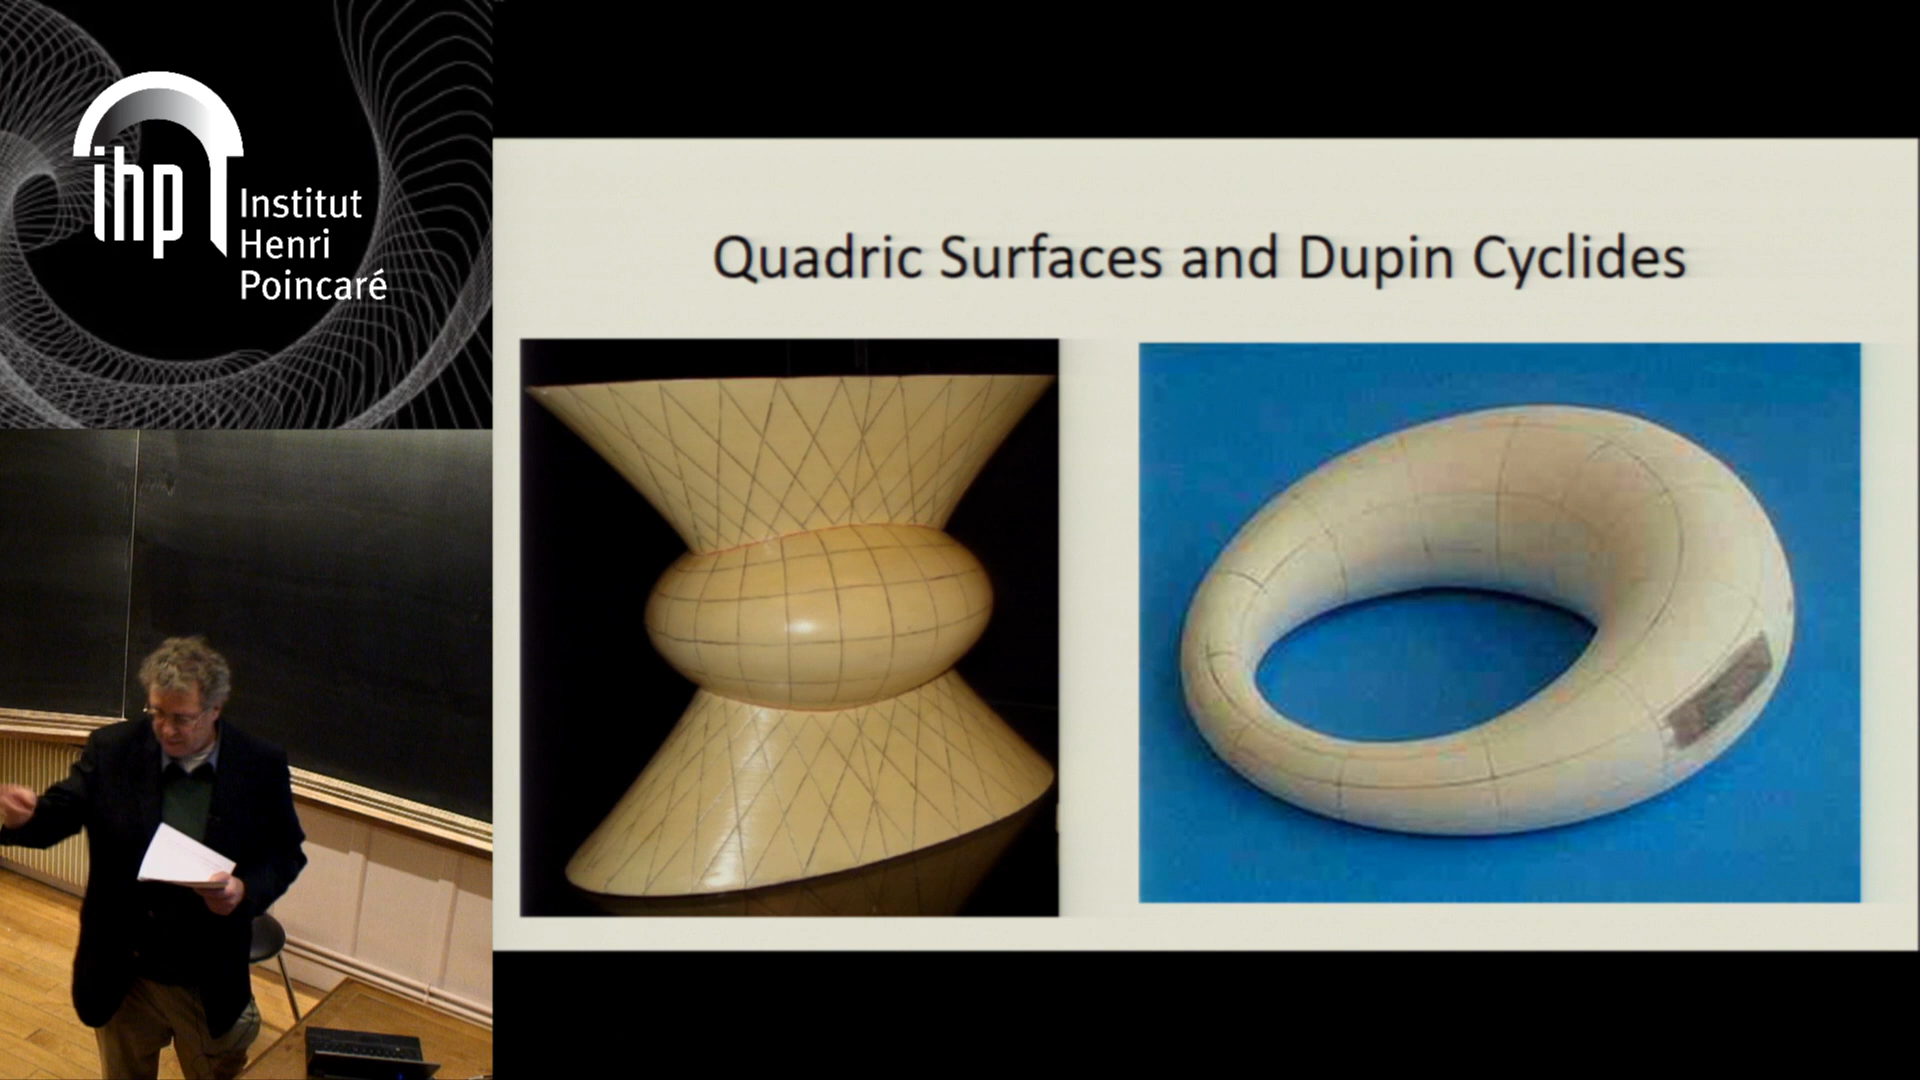 ihp
Institut
Henri
Poincaré
Quadric Surfaces and Dupin Cyclides